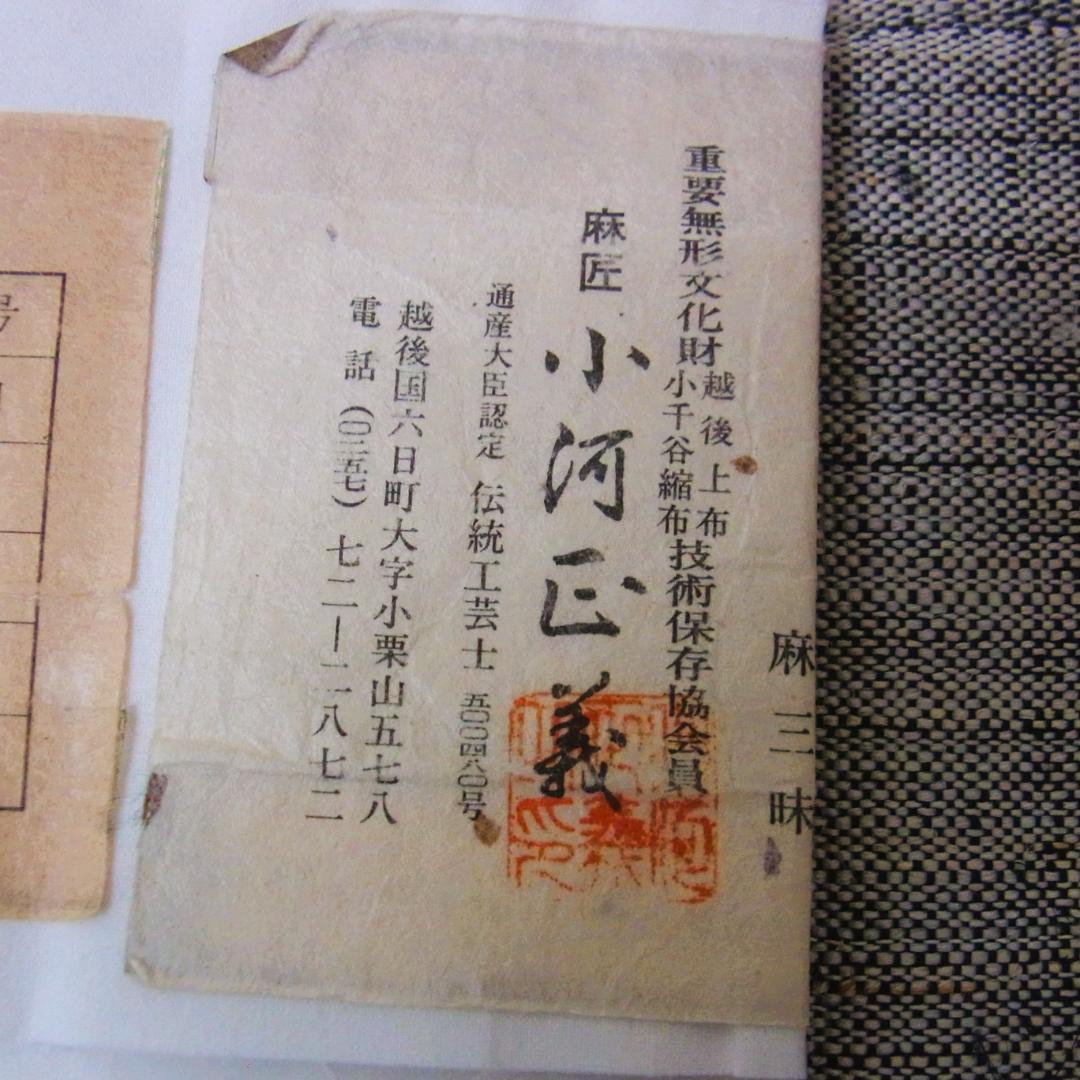 麻三味
重要無形文化財越後上布小千谷縮布技術保存協会員
麻匠 小河正義
通産大臣認定 伝統工芸士 五〇〇四八〇号
越後国六日町大字小栗山五七八
電話(〇二五七)七二—二八七二
号